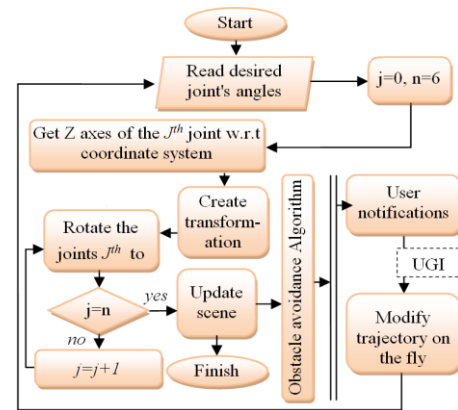 Start
Read desired
joint's angles
j=0, n=6
Get Z axes of the Jth joint w.r.t
coordinate system
Create
transform-
ation
Rotate the
joints Jth to
j=n
yes
no
j=j+1
Update
scene
Finish
Obstacle avoidance Algorithm
User
notifications
UGI
Modify
trajectory on
the fly